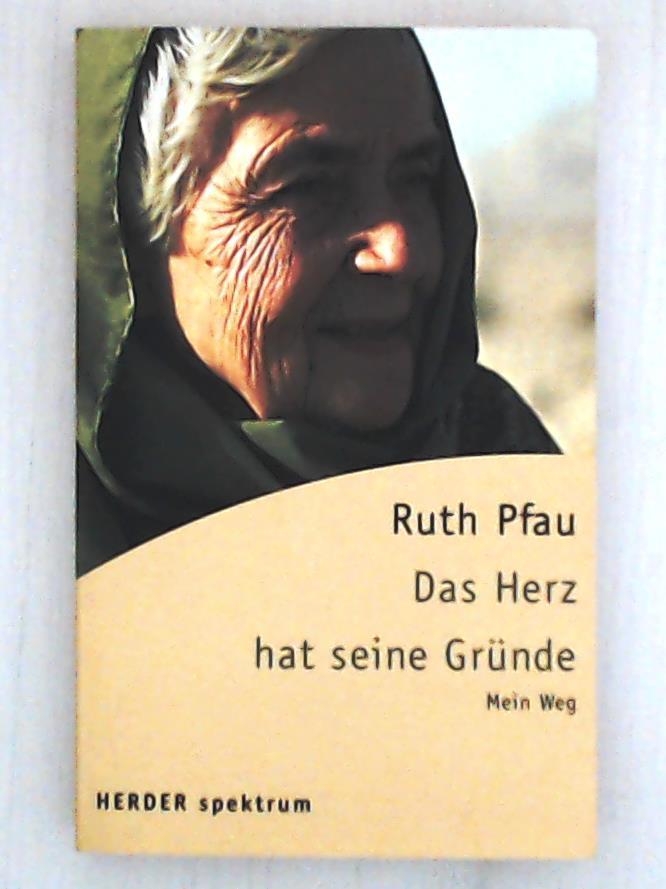 Ruth Pfau
Das Herz
hat seine Gründe
Mein Weg
HERDER spektrum